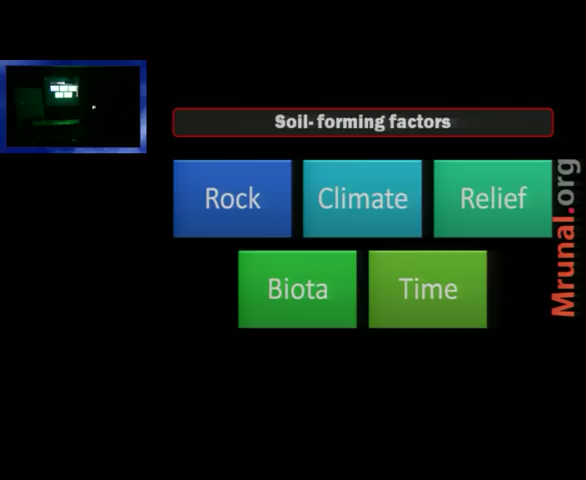 Soil- forming factors
Rock
Climate
Relief
Biota
Time
Mrunal.org